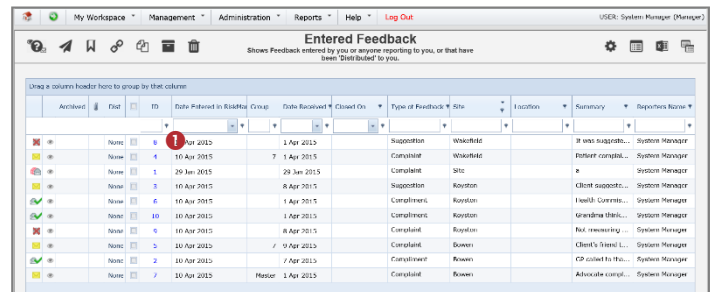 My Workspace Management Administration Reports Help Log Out USER: System Manager (Manager)
Entered Feedback
Shows Feedback entered by you or anyone reporting to you, or that have
been 'Distributed' to you.
Drag a column header here to group by that column
Archived Dist ID Date Entered in RiskMan Group Date Received Closed On Type of Feedback Site Location Summary Reporters Name
None 8 1 Apr 2015 1 Apr 2015 Suggestion Wakefield It was suggeste... System Manager
None 4 10 Apr 2015 7 1 Apr 2015 Complaint Wakefield Patient complai... System Manager
None 1 29 Jan 2015 29 Jan 2015 Complaint Site a System Manager
None 3 10 Apr 2015 8 Apr 2015 Suggestion Royston Client suggeste... System Manager
None 6 10 Apr 2015 1 Apr 2015 Compliment Royston Health Commis... System Manager
None 10 10 Apr 2015 1 Apr 2015 Compliment Royston Grandma think... System Manager
None 9 10 Apr 2015 8 Apr 2015 Complaint Royston Not measuring ... System Manager
None 5 10 Apr 2015 7 9 Apr 2015 Complaint Bowen Client's friend t... System Manager
None 2 10 Apr 2015 7 Apr 2015 Compliment Bowen GP called to tha... System Manager
None 7 10 Apr 2015 Master 1 Apr 2015 Complaint Bowen Advocate compl... System Manager